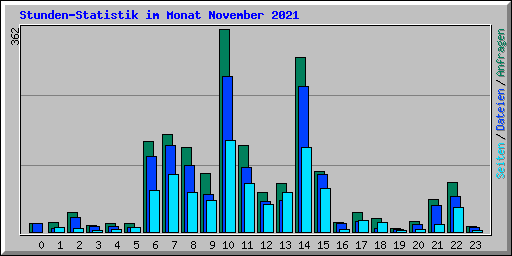 Stunden-Statistik im Monat November 2021
362
Seiten / Dateien / Anfragen
0 1 2 3 4 5 6 7 8 9 10 11 12 13 14 15 16 17 18 19 20 21 22 23